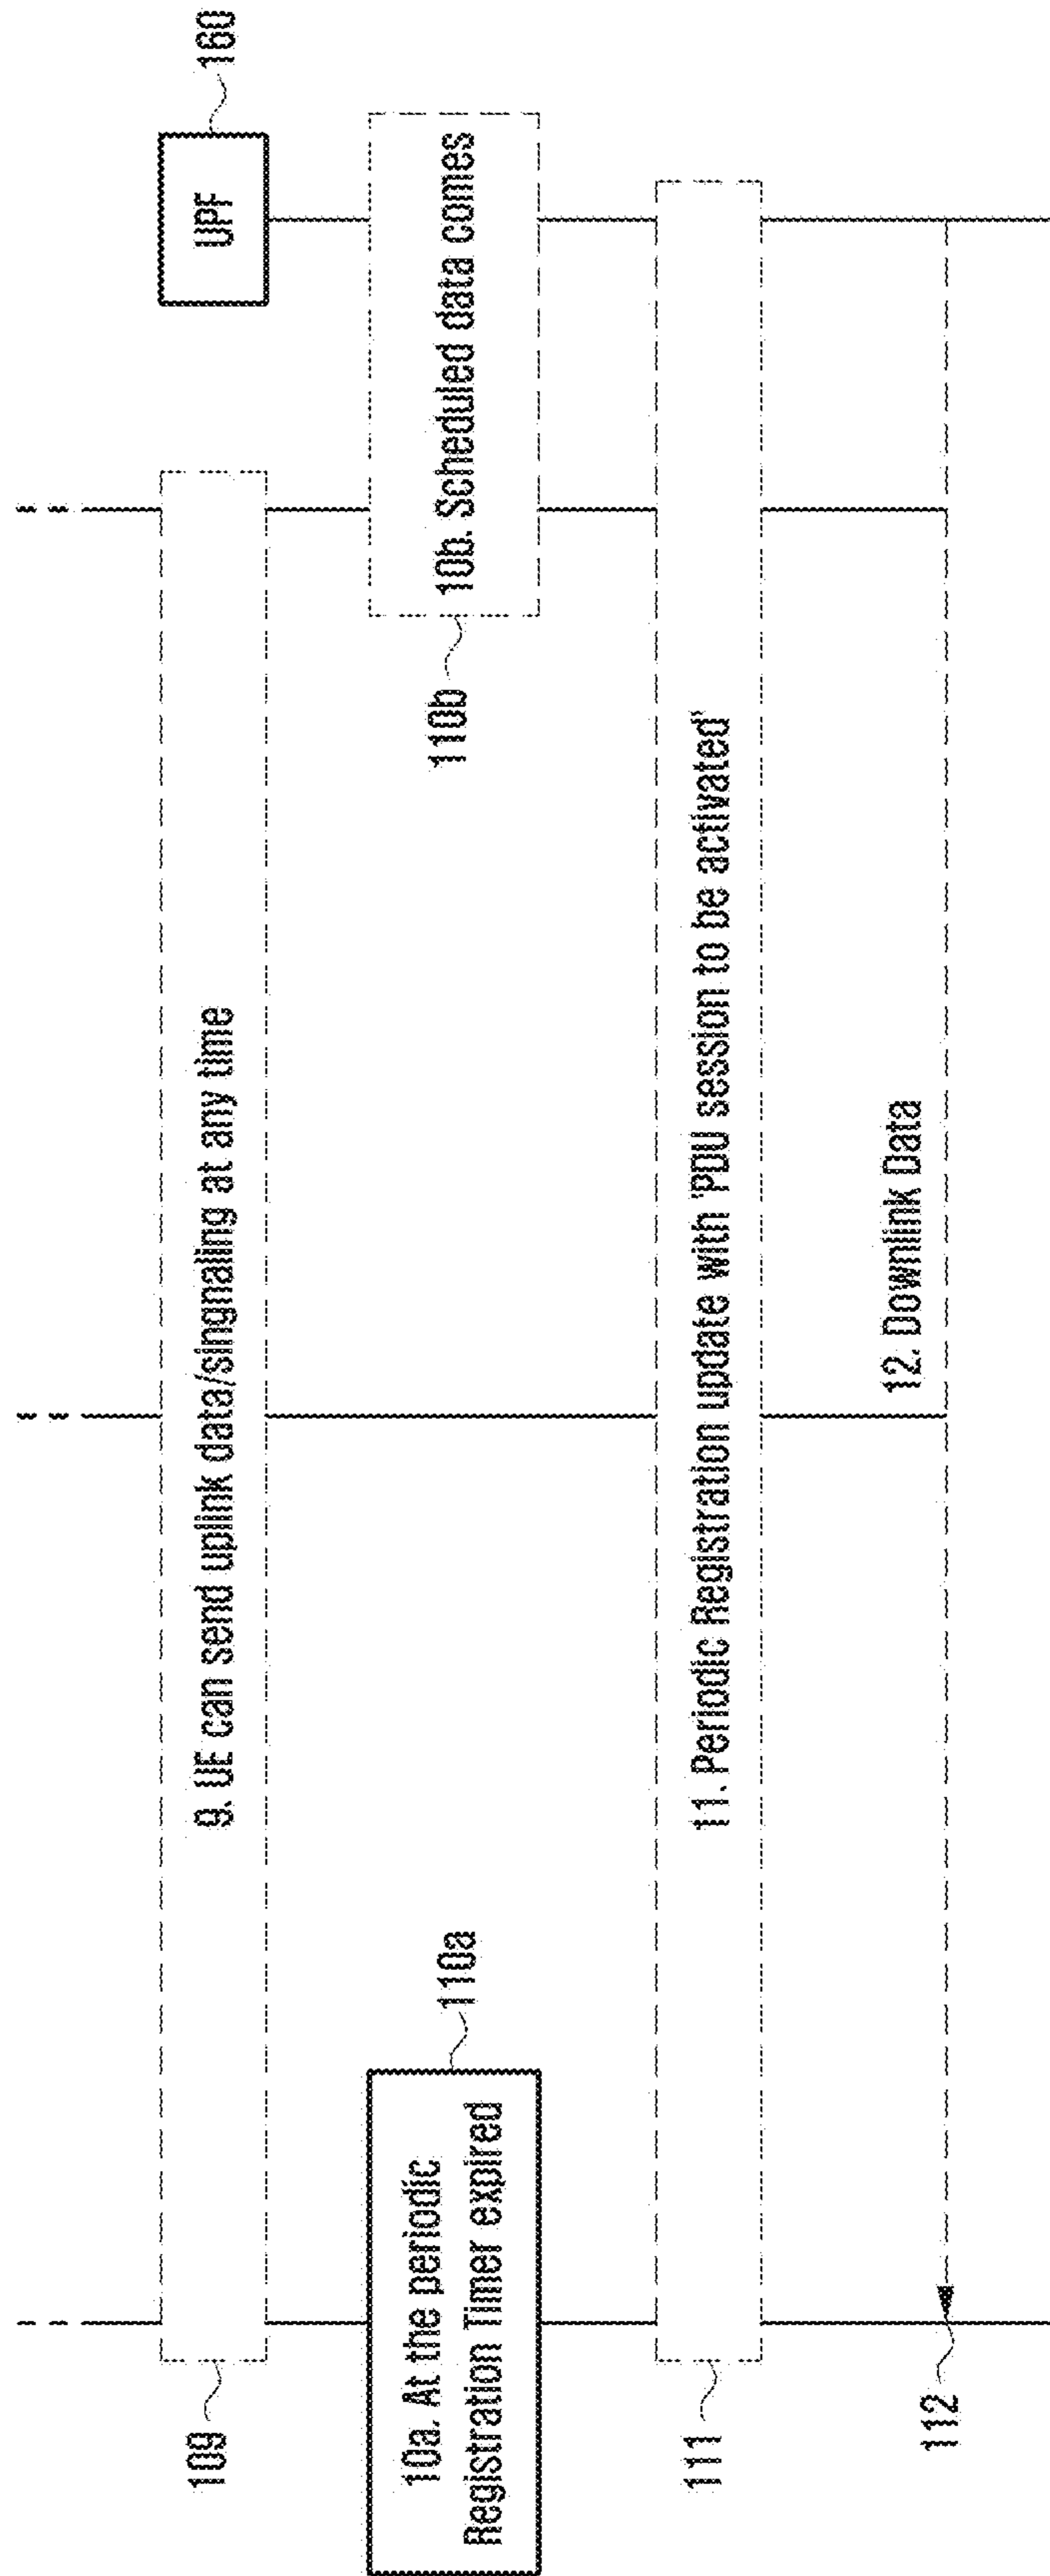 UPF
160
9. UE can send uplink data/singnaling at any time
109
10a. At the periodic
Registration Timer expired
110a
10b. Scheduled data comes
110b
11. Periodic Registration update with 'PDU session to be activated'
111
12. Downlink Data
112